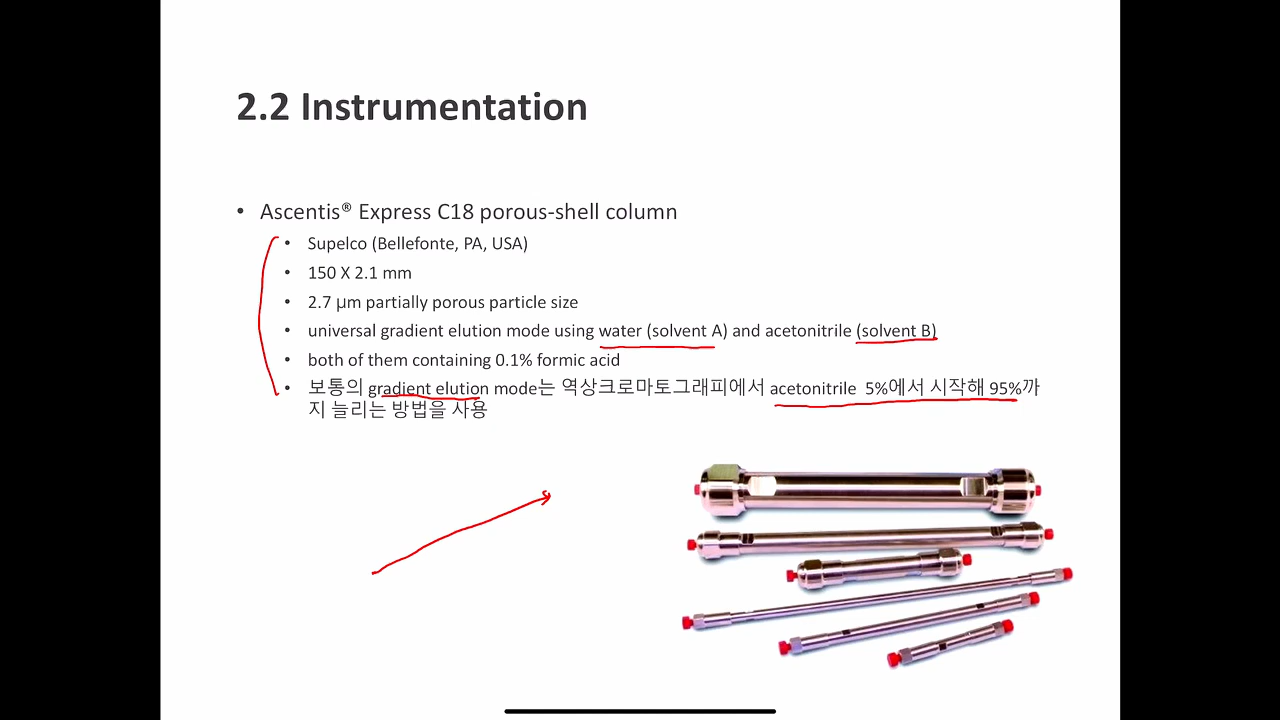 2.2 Instrumentation
• Ascentis® Express C18 porous-shell column
• Supelco (Bellefonte, PA, USA)
• 150 X 2.1 mm
• 2.7 µm partially porous particle size
• universal gradient elution mode using water (solvent A) and acetonitrile (solvent B)
• both of them containing 0.1% formic acid
• 보통의 gradient elution mode는 역상크로마토그래피에서 acetonitrile 5%에서 시작해 95%까
지 늘리는 방법을 사용